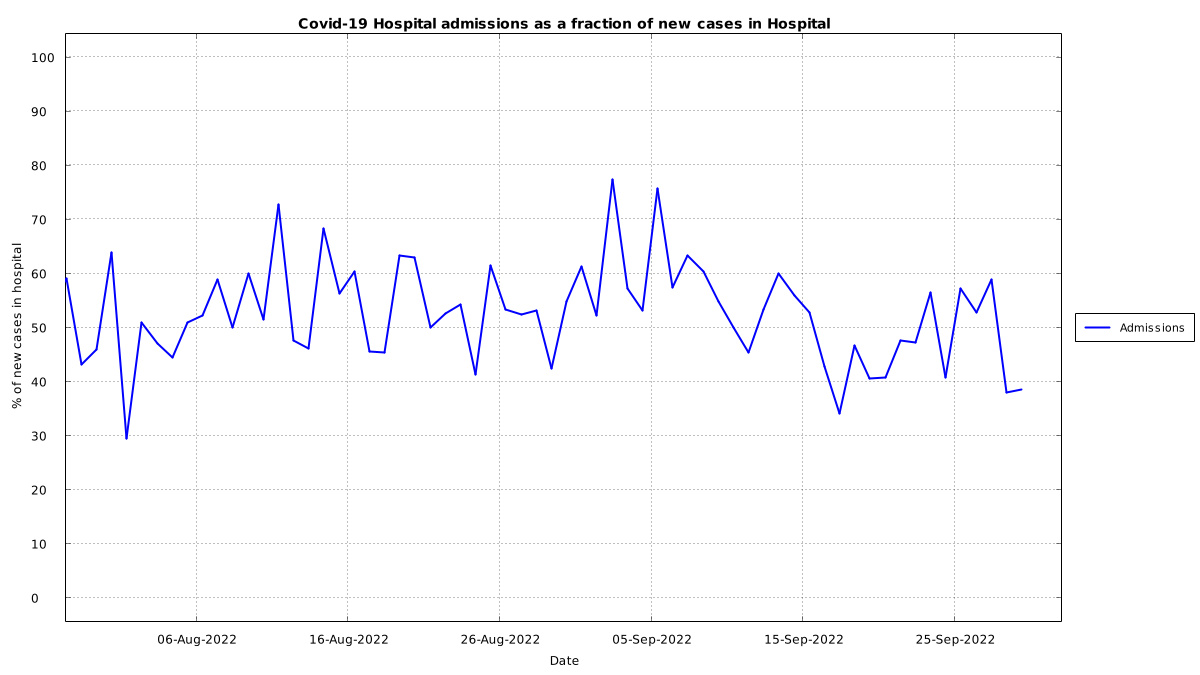 Covid-19 Hospital admissions as a fraction of new cases in Hospital
100
90
80
70
60
50
40
30
20
10
0
% of new cases in hospital
06-Aug-2022
16-Aug-2022
26-Aug-2022
05-Sep-2022
15-Sep-2022
25-Sep-2022
Date
Admissions